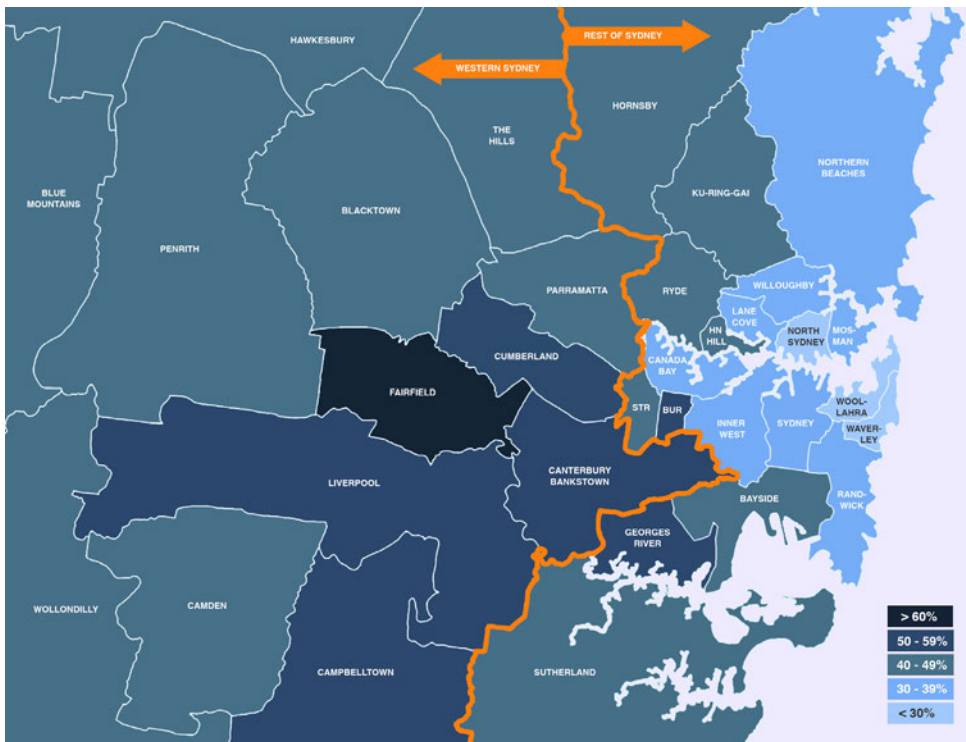 HAWKESBURY
REST OF SYDNEY
WESTERN SYDNEY
HORNSBY
THE
HILLS
NORTHERN
BEACHES
KU-RING-GAI
BLUE
MOUNTAINS
BLACKTOWN
PENRITH
PARRAMATTA
RYDE
WILLOUGHBY
LANE
COVE
HN
HILL
NORTH
SYDNEY
MOS-
MAN
CUMBERLAND
CANADA
BAY
FAIRFIELD
STR
BUR
INNER
WEST
SYDNEY
WOOL-
LAHRA
WAVER-
LEY
LIVERPOOL
CANTERBURY
BANKSTOWN
BAYSIDE
RAND-
WICK
GEORGES
RIVER
WOLLONDILLY
CAMDEN
CAMPBELLTOWN
SUTHERLAND
> 60%
50 - 59%
40 - 49%
30 - 39%
< 30%